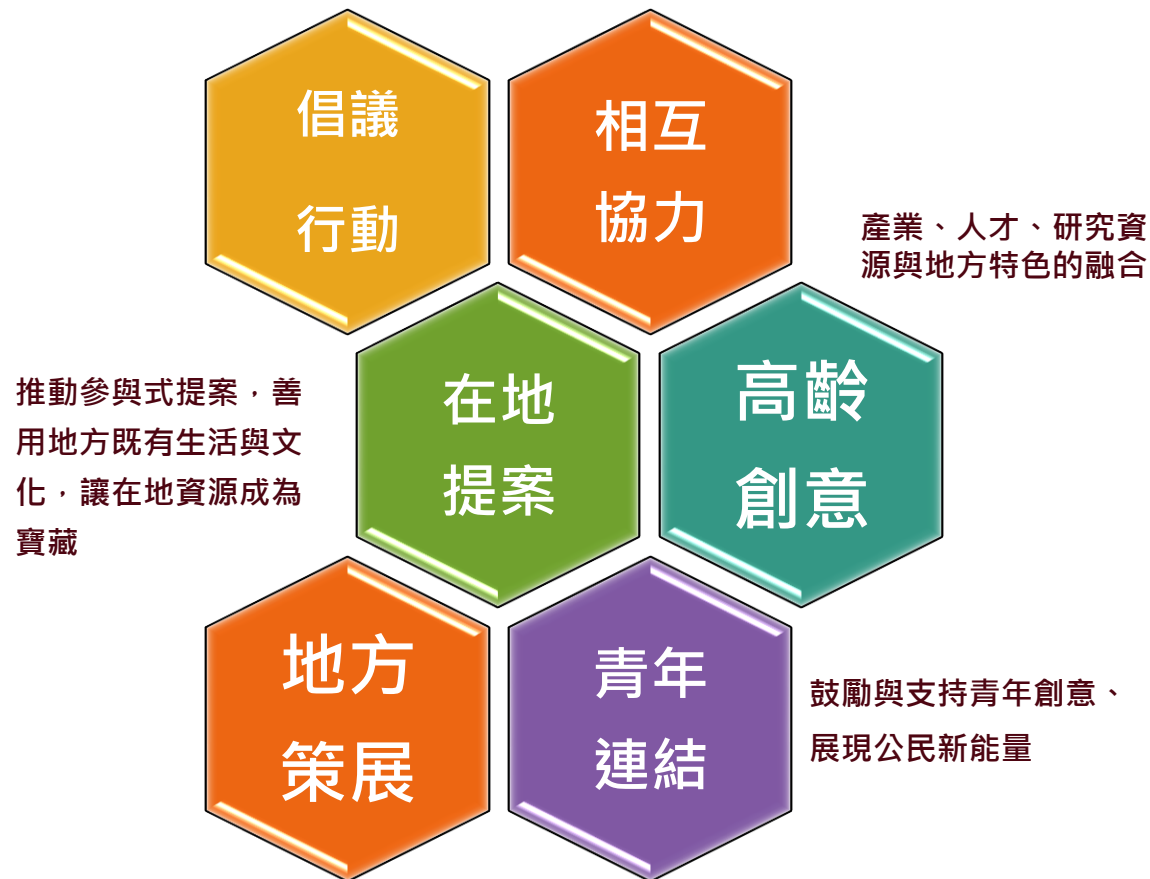 倡議
行動
相互
協力
產業、人才、研究資
源與地方特色的融合
推動參與式提案，善
用地方既有生活與文
化，讓在地資源成為
寶藏
在地
提案
高齡
創意
地方
策展
青年
連結
鼓勵與支持青年創意、
展現公民新能量